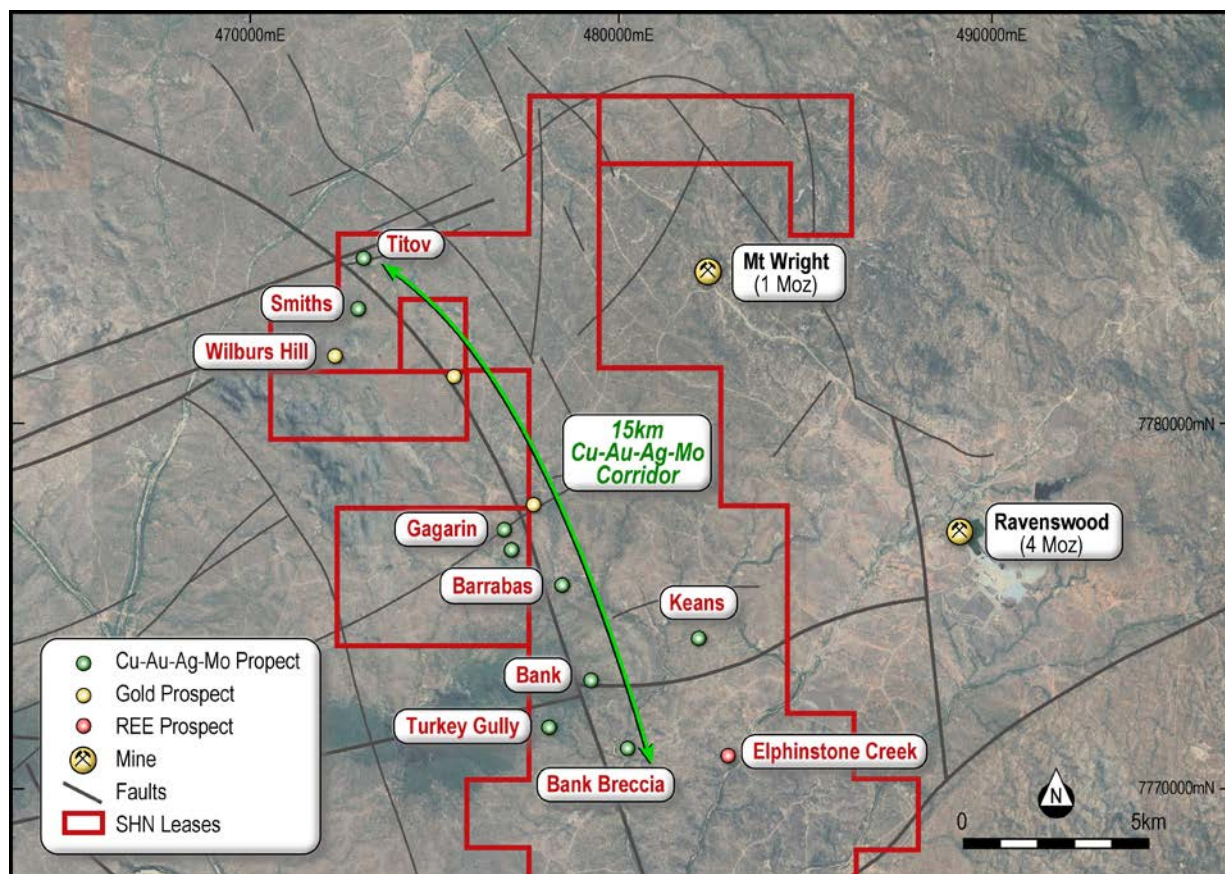 470000mE
480000mE
490000mE
Titov
Mt Wright
(1 Moz)
Smiths
Wilburs Hill
7780000mN
15km
Cu-Au-Ag-Mo
Corridor
Gagarin
Ravenswood
(4 Moz)
Barrabas
Keans
Bank
Turkey Gully
Elphinstone Creek
Bank Breccia
7770000mN
Cu-Au-Ag-Mo Propect
Gold Prospect
REE Prospect
Mine
Faults
SHN Leases
N
0
5km